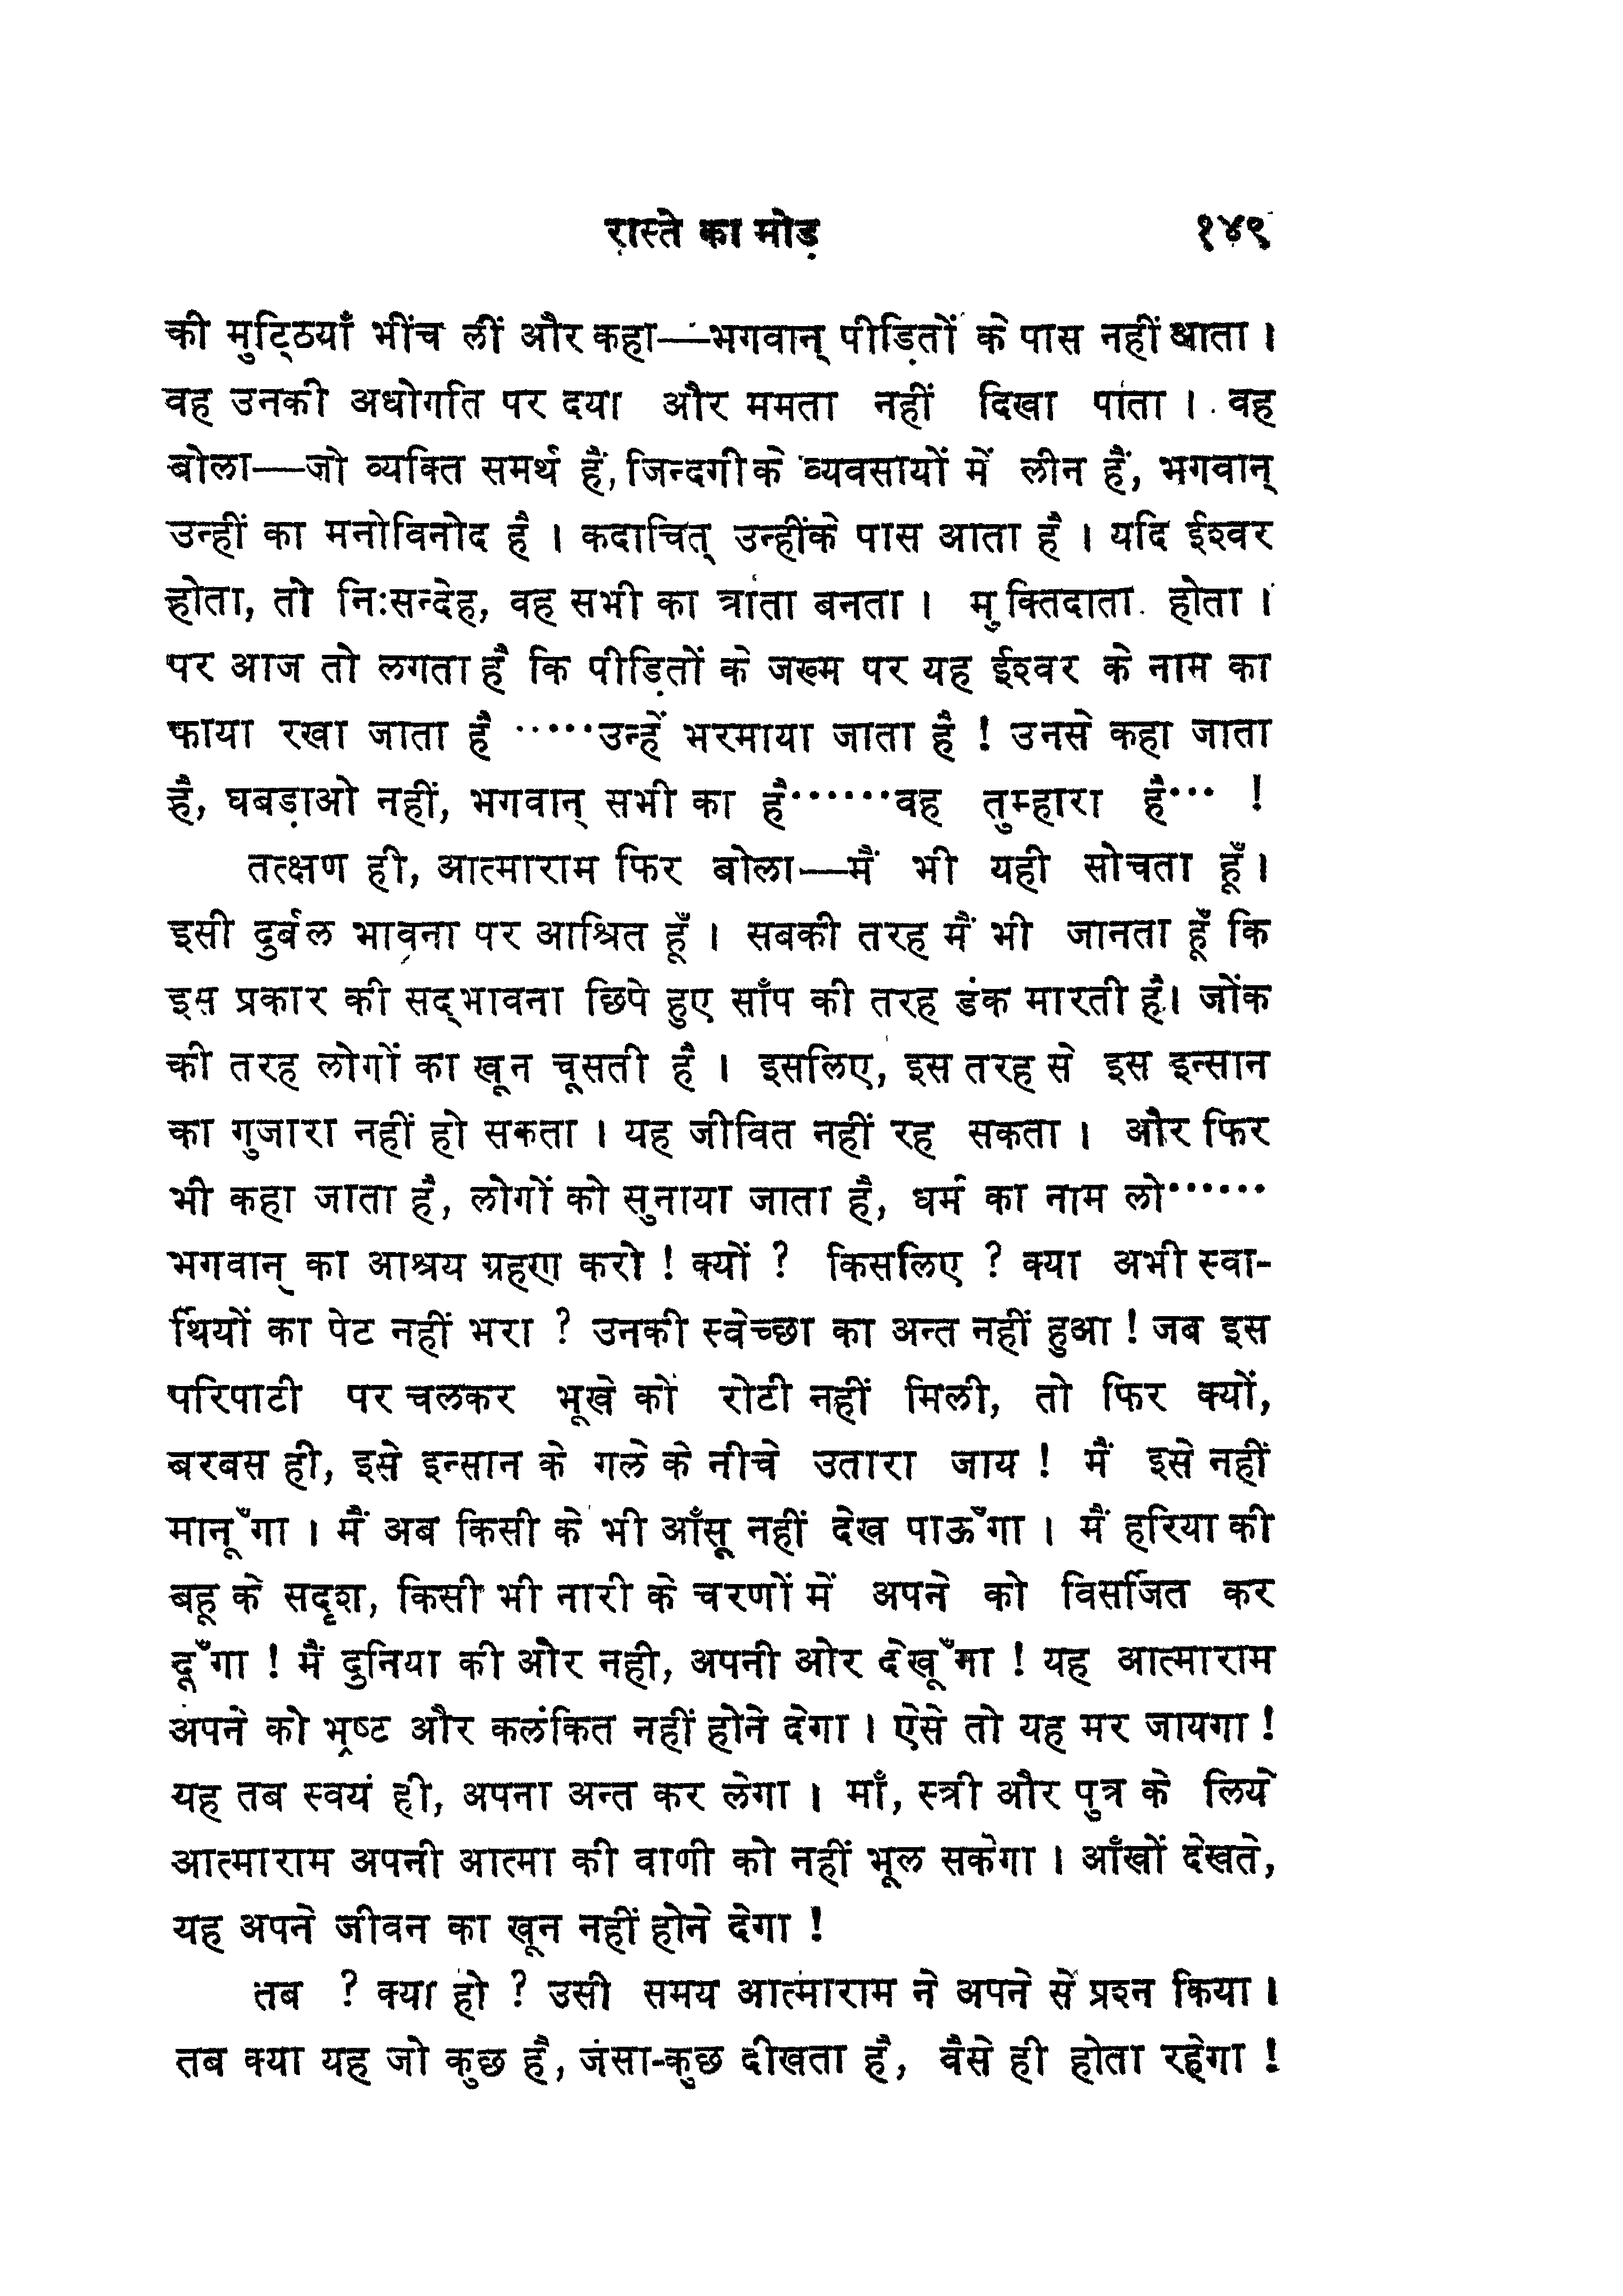 रास्ते का मोड़ १४९
की मुट्ठियाँ भींच लीं और कहा—भगवान् पीड़ितों के पास नहीं आता।
वह उनकी अधोगति पर दया और ममता नहीं दिखा पाता। वह
बोला—जो व्यक्ति समर्थ हैं, जिन्दगी के व्यवसायों में लीन हैं, भगवान्
उन्हीं का मनोविनोद है। कदाचित् उन्हींके पास आता है। यदि ईश्वर
होता, तो निःसन्देह, वह सभी का त्राता बनता। मुक्तिदाता होता।
पर आज तो लगता है कि पीड़ितों के जख्म पर यह ईश्वर के नाम का
फाया रखा जाता है ·····उन्हें भरमाया जाता है ! उनसे कहा जाता
है, घबड़ाओ नहीं, भगवान् सभी का है······वह तुम्हारा है··· !
तत्क्षण ही, आत्माराम फिर बोला—मैं भी यही सोचता हूँ।
इसी दुर्बल भावना पर आश्रित हूँ। सबकी तरह मैं भी जानता हूँ कि
इस प्रकार की सद्‌भावना छिपे हुए साँप की तरह डंक मारती है। जोंक
की तरह लोगों का खून चूसती है। इसलिए, इस तरह से इस इन्सान
का गुजारा नहीं हो सकता। यह जीवित नहीं रह सकता। और फिर
भी कहा जाता है, लोगों को सुनाया जाता है, धर्म का नाम लो······
भगवान् का आश्रय ग्रहण करो ! क्यों ? किसलिए ? क्या अभी स्वा-
र्थियों का पेट नहीं भरा ? उनकी स्वेच्छा का अन्त नहीं हुआ ! जब इस
परिपाटी पर चलकर भूखे को रोटी नहीं मिली, तो फिर क्यों,
बरबस ही, इसे इन्सान के गले के नीचे उतारा जाय ! मैं इसे नहीं
मानूँगा। मैं अब किसी के भी आँसू नहीं देख पाऊँगा। मैं हरिया की
बहू के सदृश, किसी भी नारी के चरणों में अपने को विसर्जित कर
दूँगा ! मैं दुनिया की ओर नही, अपनी ओर देखूँगा ! यह आत्माराम
अपने को भ्रष्ट और कलंकित नहीं होने देगा। ऐसे तो यह मर जायगा !
यह तब स्वयं ही, अपना अन्त कर लेगा। माँ, स्त्री और पुत्र के लिये
आत्माराम अपनी आत्मा की वाणी को नहीं भूल सकेगा। आँखों देखते,
यह अपने जीवन का खून नहीं होने देगा !
तब ? क्या हो ? उसी समय आत्माराम ने अपने से प्रश्न किया।
तब क्या यह जो कुछ है, जंसा-कुछ दीखता है, वैसे ही होता रहेगा !